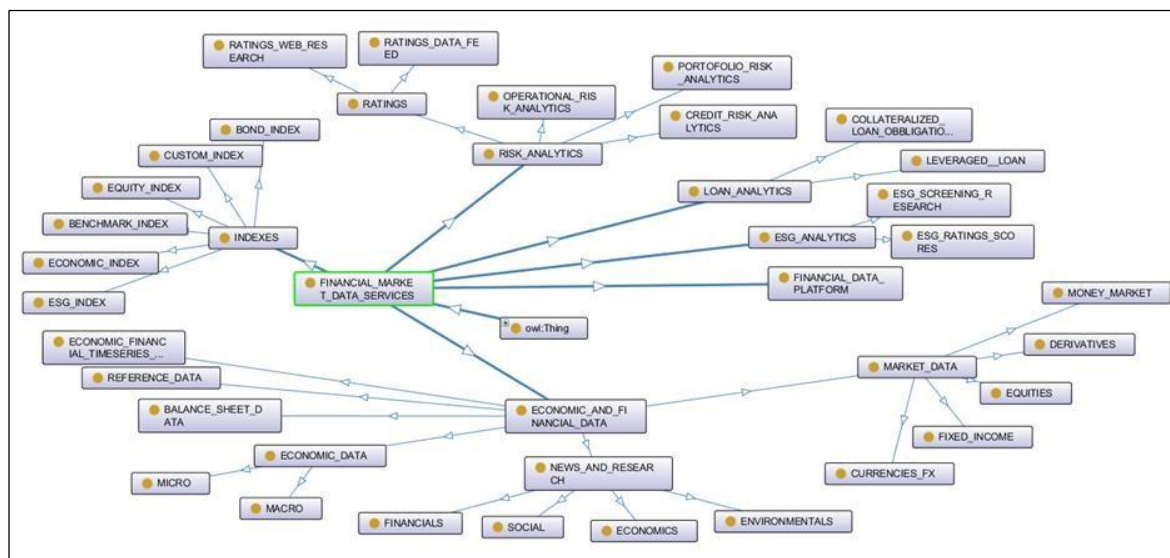 RATINGS_WEB_RES
EARCH
RATINGS_DATA_FE
ED
RATINGS
OPERATIONAL_RIS
K_ANALYTICS
PORTOFOLIO_RISK
_ANALYTICS
CREDIT_RISK_ANA
LYTICS
RISK_ANALYTICS
COLLATERALIZED_
LOAN_OBBLIGATIO...
LEVERAGED__LOAN
LOAN_ANALYTICS
ESG_SCREENING_R
ESEARCH
ESG_RATINGS_SCO
RES
ESG_ANALYTICS
BOND_INDEX
CUSTOM_INDEX
EQUITY_INDEX
BENCHMARK_INDEX
ECONOMIC_INDEX
ESG_INDEX
INDEXES
FINANCIAL_MARKE
T_DATA_SERVICES
FINANCIAL_DATA_
PLATFORM
owl:Thing
MONEY_MARKET
DERIVATIVES
MARKET_DATA
EQUITIES
FIXED_INCOME
CURRENCIES_FX
ECONOMIC_FINANC
IAL_TIMESERIES_...
REFERENCE_DATA
BALANCE_SHEET_D
ATA
ECONOMIC_AND_FI
NANCIAL_DATA
ECONOMIC_DATA
MICRO
MACRO
NEWS_AND_RESEAR
CH
FINANCIALS
SOCIAL
ECONOMICS
ENVIRONMENTALS